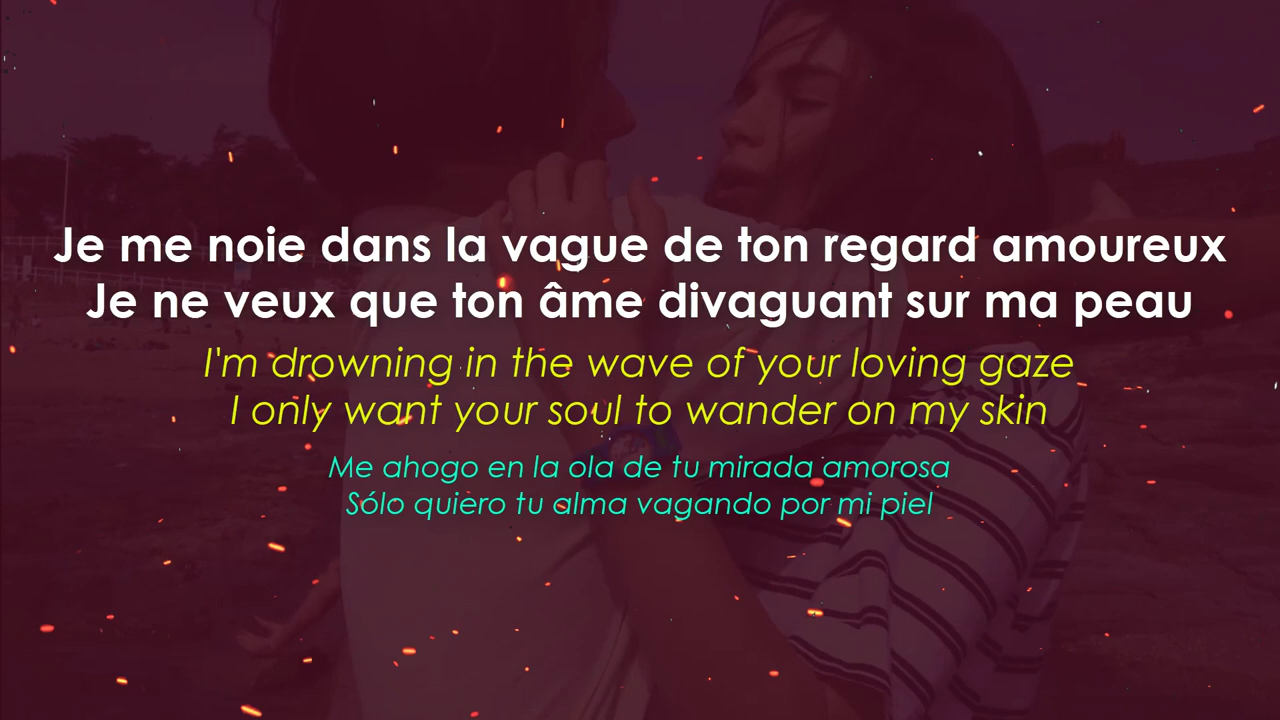 Je me noie dans la vague de ton regard amoureux
Je ne veux que ton âme divaguant sur ma peau
I'm drowning in the wave of your loving gaze
I only want your soul to wander on my skin
Me ahogo en la ola de tu mirada amorosa
Sólo quiero tu alma vagando por mi piel